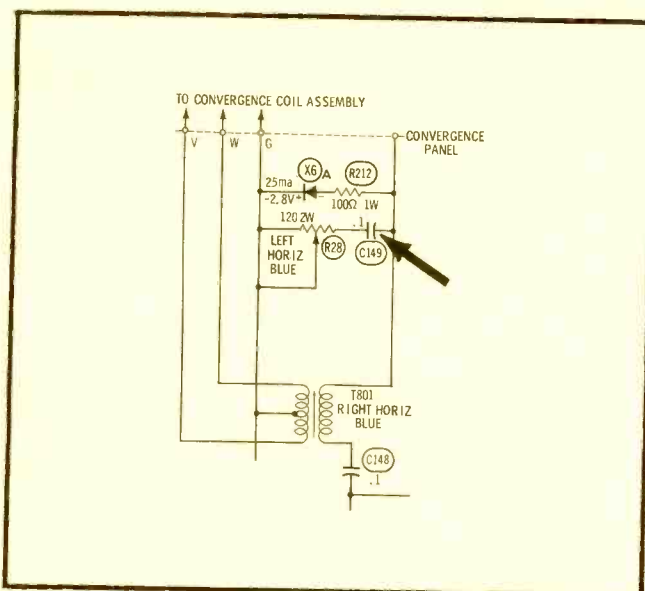 TO CONVERGENCE COIL ASSEMBLY
V W G
CONVERGENCE
PANEL
X6 A R212
25ma
-2.8V + -
100Ω 1W
120 2W .1
R28 C149
LEFT
HORIZ
BLUE
T801
RIGHT HORIZ
BLUE
C148
.1